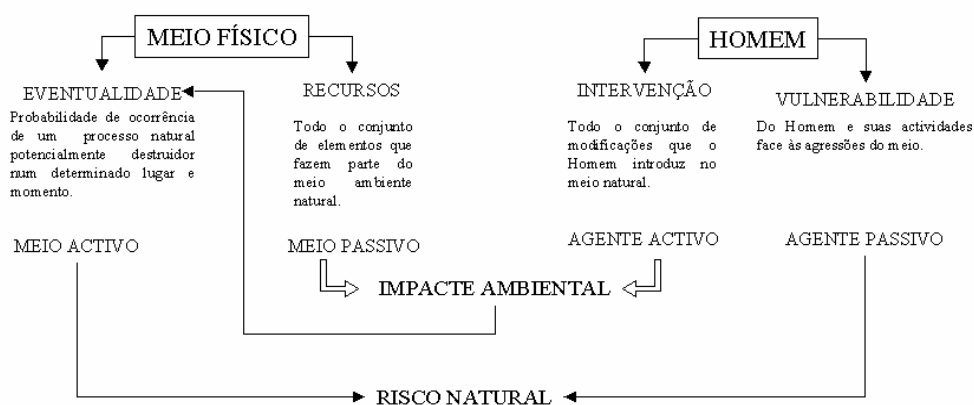 MEIO FÍSICO
HOMEM
EVENTUALIDADE
Probabilidade de ocorrência
de um processo natural
potencialmente destruidor
num determinado lugar e
momento.
RECURSOS
Todo o conjunto
de elementos que
fazem parte do
meio ambiente
natural.
INTERVENÇÃO
Todo o conjunto de
modificações que o
Homem introduz no
meio natural.
VULNERABILIDADE
Do Homem e suas actividades
face às agressões do meio.
MEIO ACTIVO
MEIO PASSIVO
AGENTE ACTIVO
AGENTE PASSIVO
IMPACTE AMBIENTAL
RISCO NATURAL